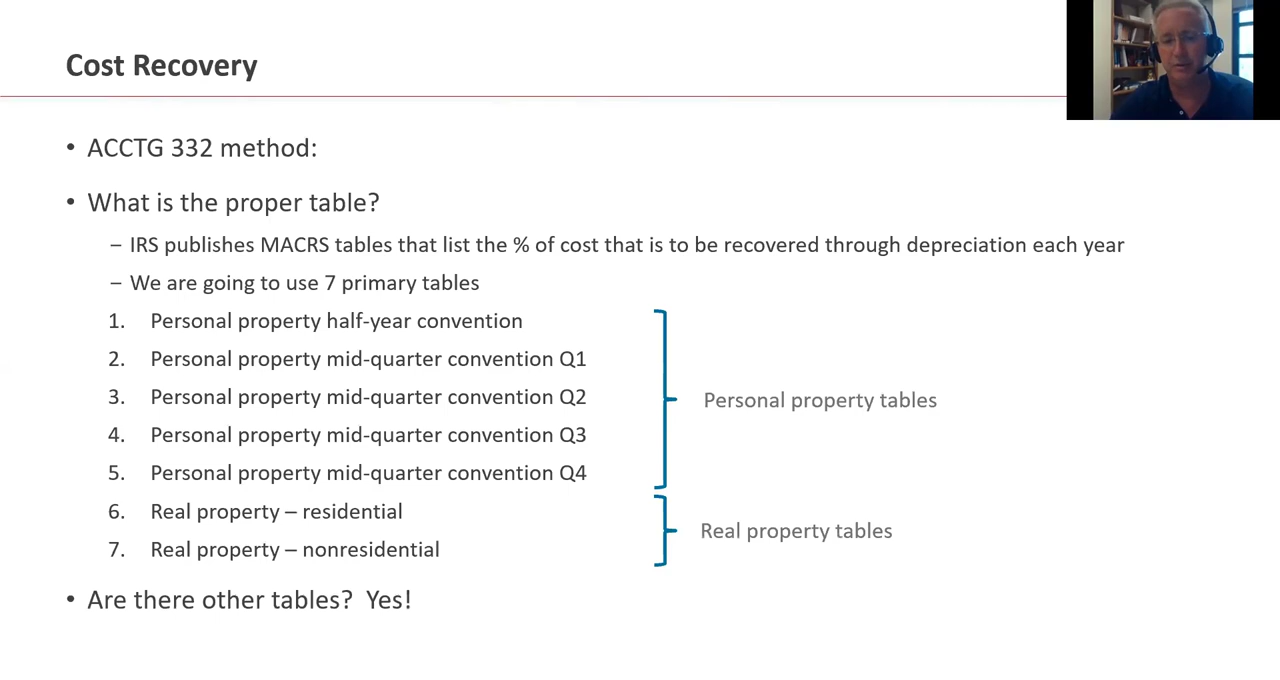 Cost Recovery
• ACCTG 332 method:
• What is the proper table?
– IRS publishes MACRS tables that list the % of cost that is to be recovered through depreciation each year
– We are going to use 7 primary tables
1. Personal property half-year convention
2. Personal property mid-quarter convention Q1
3. Personal property mid-quarter convention Q2
4. Personal property mid-quarter convention Q3
5. Personal property mid-quarter convention Q4
Personal property tables
6. Real property – residential
7. Real property – nonresidential
Real property tables
• Are there other tables? Yes!